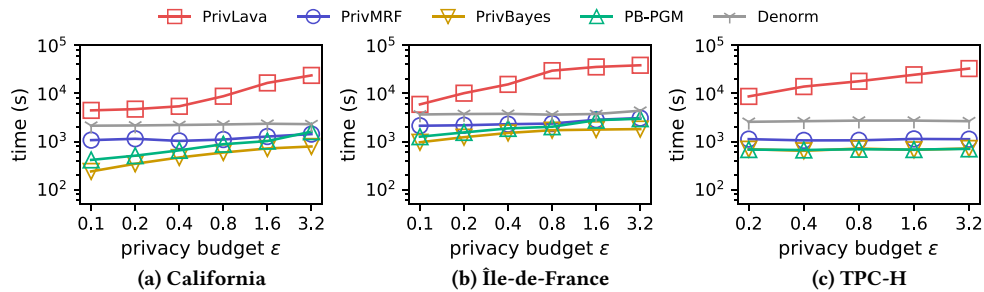 PrivLava PrivMRF PrivBayes PB-PGM Denorm
time (s)
10^5
10^4
10^3
10^2
0.1 0.2 0.4 0.8 1.6 3.2
privacy budget ε
(a) California
time (s)
10^5
10^4
10^3
10^2
0.1 0.2 0.4 0.8 1.6 3.2
privacy budget ε
(b) Île-de-France
time (s)
10^5
10^4
10^3
10^2
0.2 0.4 0.8 1.6 3.2
privacy budget ε
(c) TPC-H